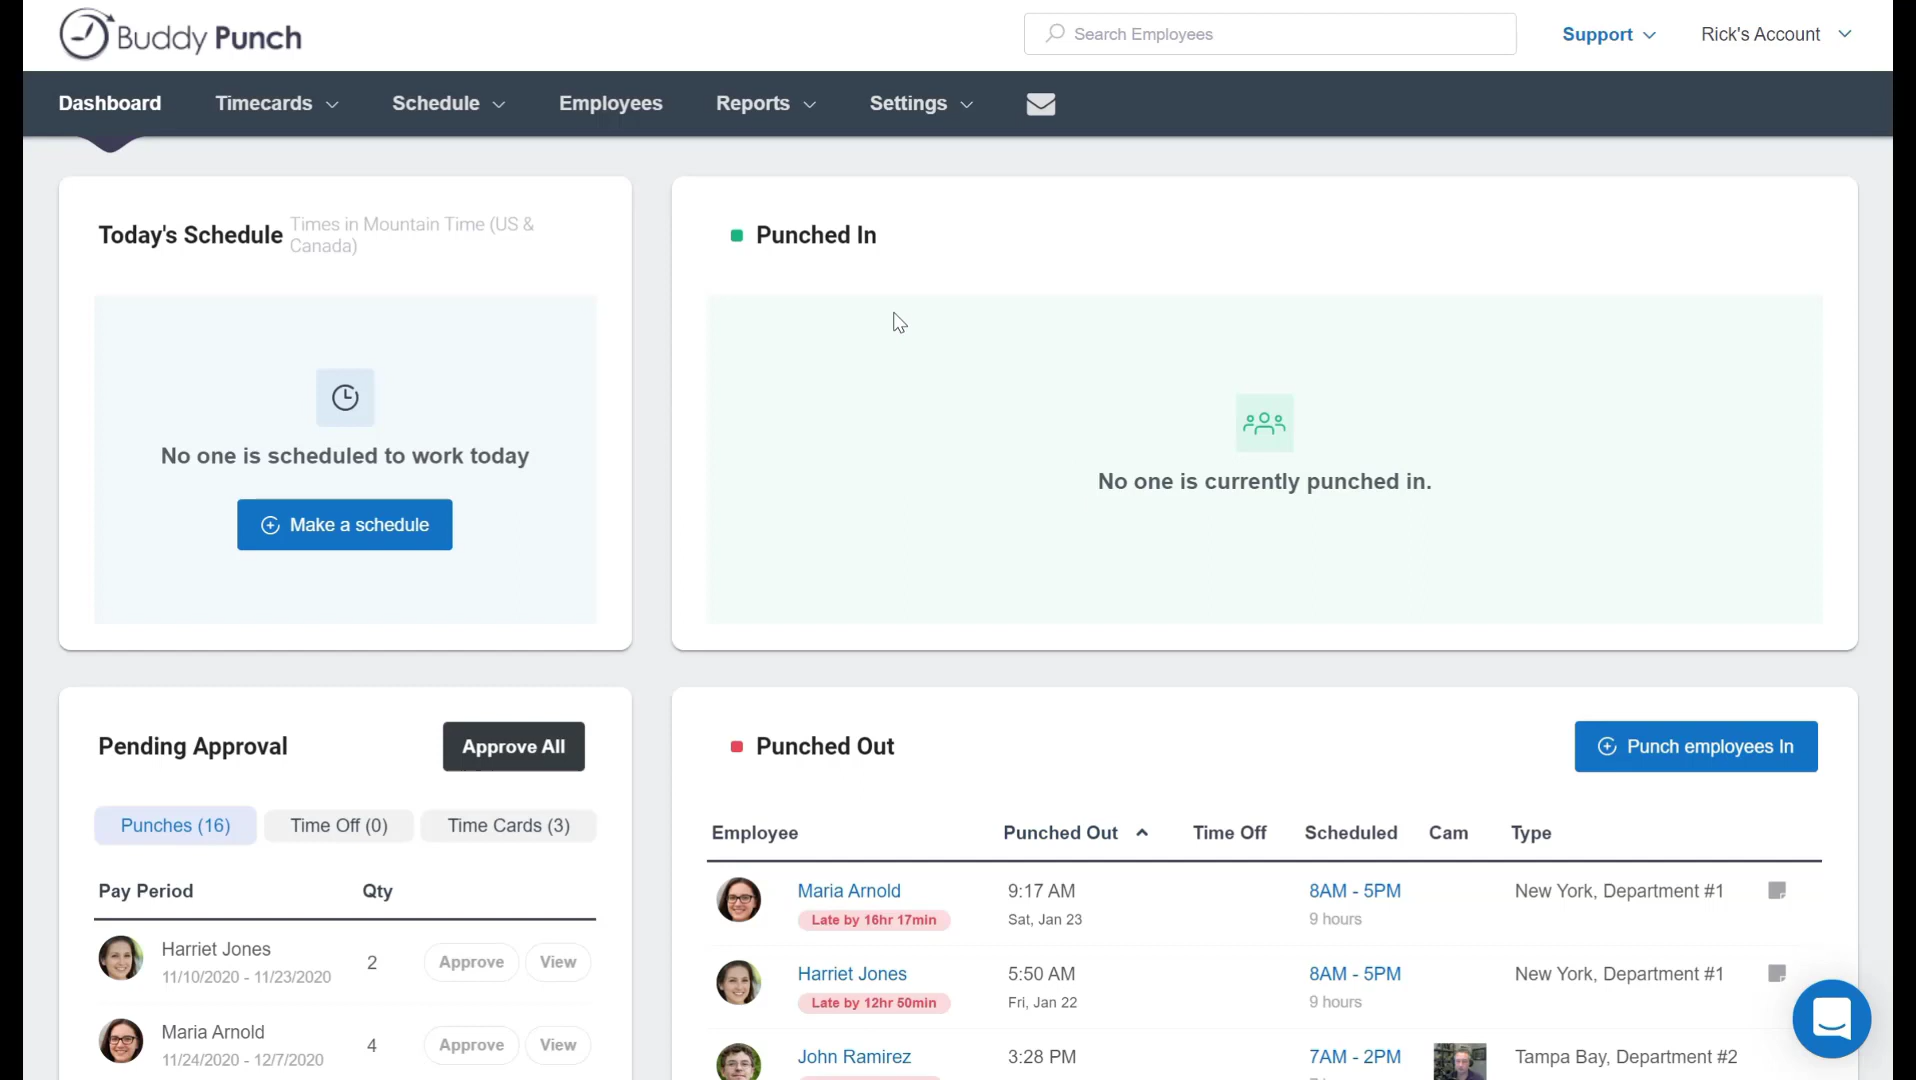 Buddy Punch
Search Employees
Support
Rick's Account
Dashboard
Timecards
Schedule
Employees
Reports
Settings
Today's Schedule
Times in Mountain Time (US &
Canada)
No one is scheduled to work today
Make a schedule
Punched In
No one is currently punched in.
Pending Approval
Approve All
Punches (16)
Time Off (0)
Time Cards (3)
Pay Period Qty
Harriet Jones
11/10/2020 - 11/23/2020
2 Approve View
Maria Arnold
11/24/2020 - 12/7/2020
4 Approve View
Punched Out
Punch employees In
Employee Punched Out Time Off Scheduled Cam Type
Maria Arnold 9:17 AM 8AM - 5PM New York, Department #1
Late by 16hr 17min Sat, Jan 23 9 hours
Harriet Jones 5:50 AM 8AM - 5PM New York, Department #1
Late by 12hr 50min Fri, Jan 22 9 hours
John Ramirez 3:28 PM 7AM - 2PM Tampa Bay, Department #2